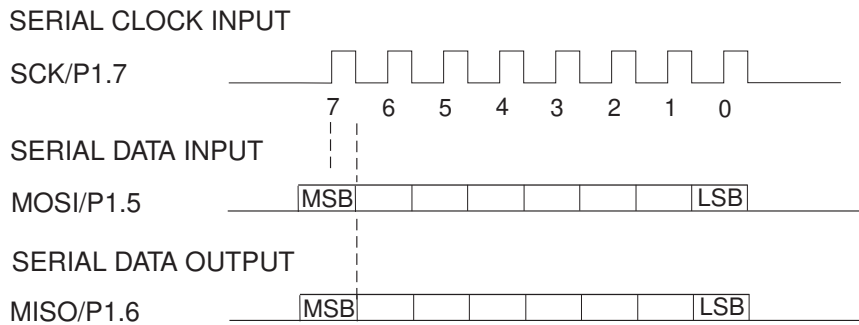 SERIAL CLOCK INPUT
SCK/P1.7
7 6 5 4 3 2 1 0
SERIAL DATA INPUT
MOSI/P1.5 MSB LSB
SERIAL DATA OUTPUT
MISO/P1.6 MSB LSB